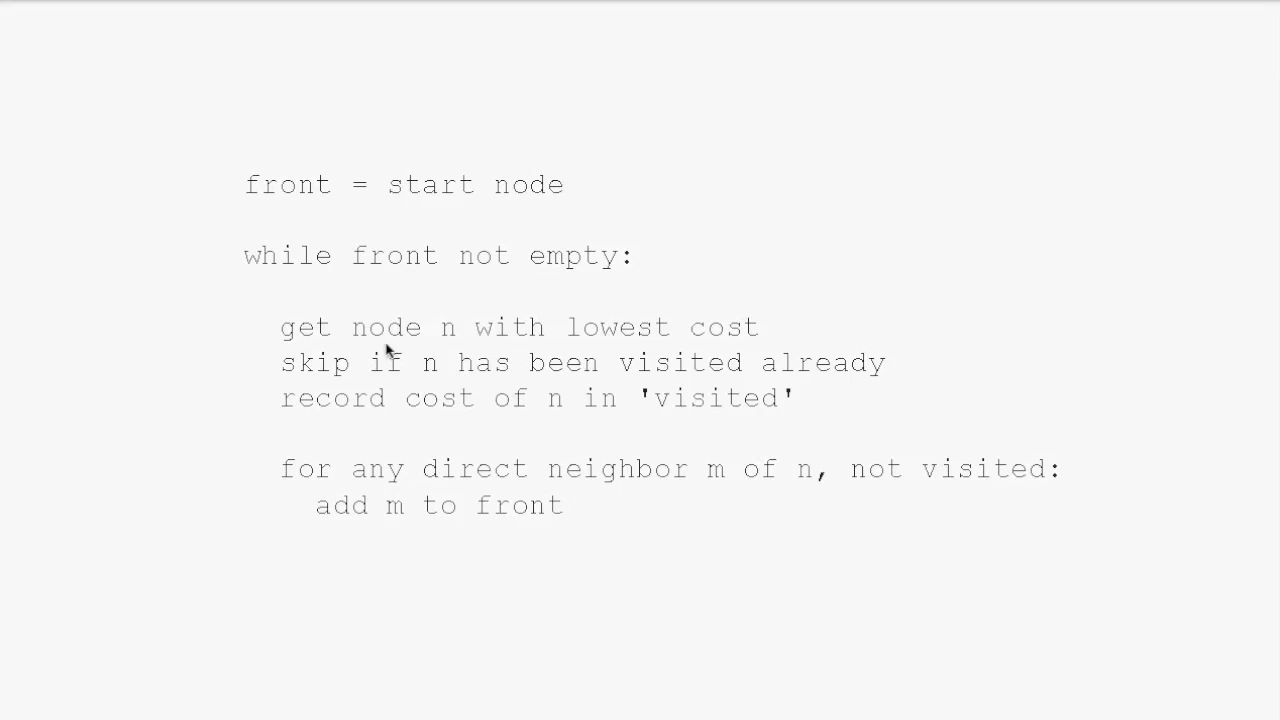 front = start node
while front not empty:
get node n with lowest cost
skip if n has been visited already
record cost of n in 'visited'
for any direct neighbor m of n, not visited:
add m to front